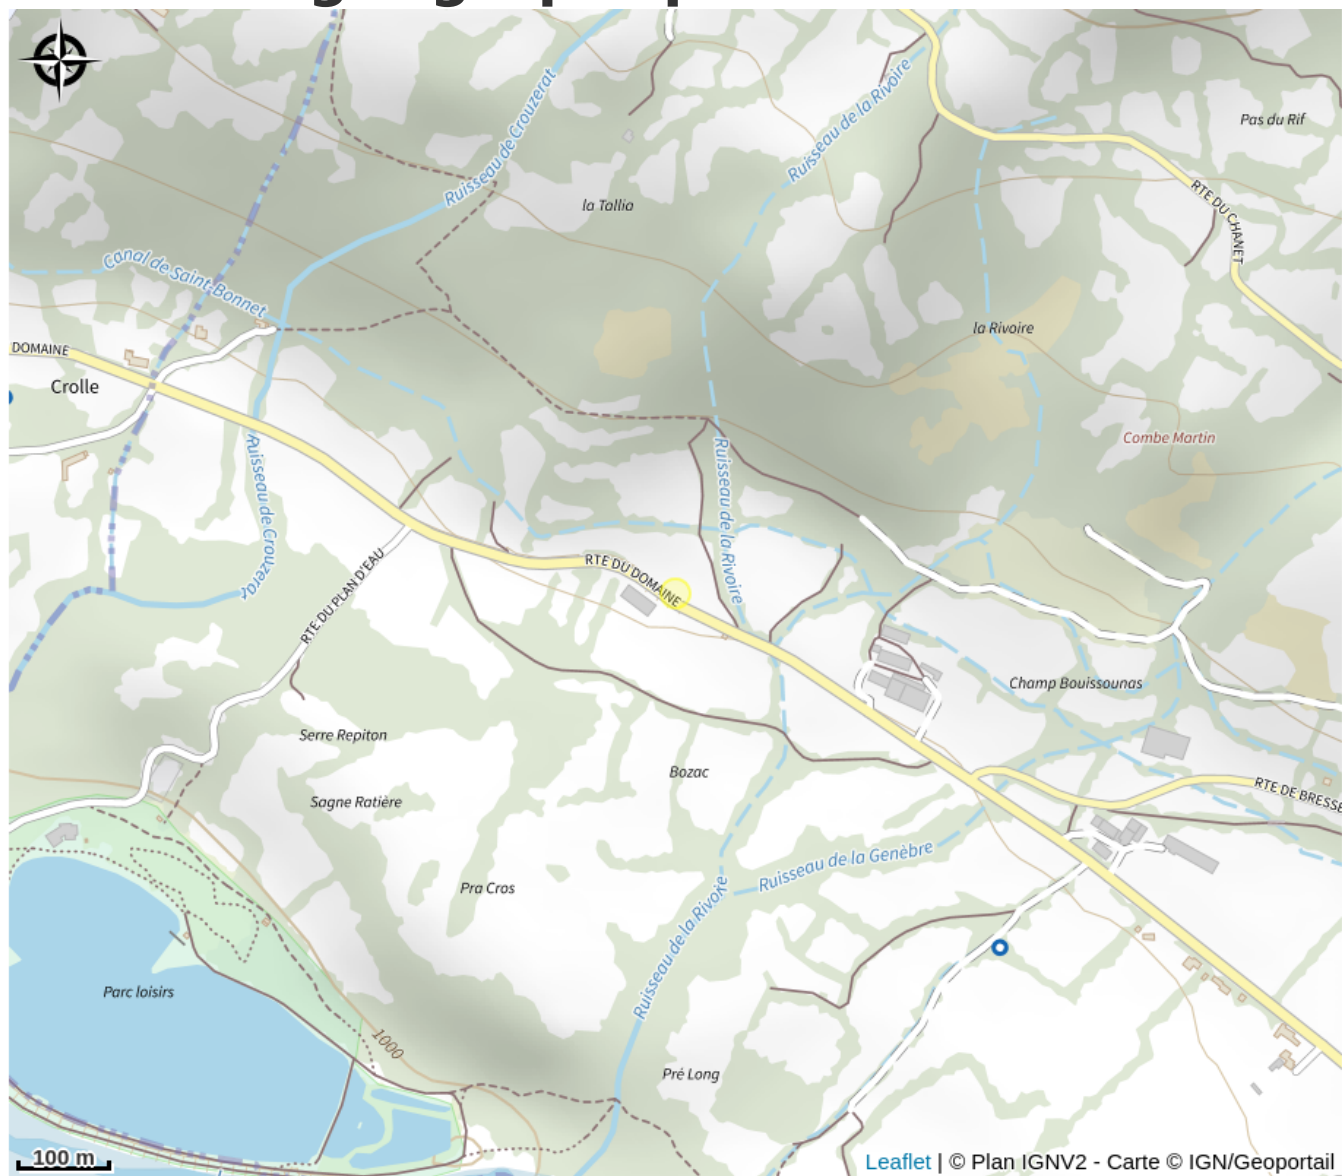 Pas du Rif
Ruisseau de Crouzerat
Ruisseau de la Rivoire
la Tallia
RTE DU CHANET
Canal de Saint-Bonnet
la Rivoire
DOMAINE
Crolle
Combe Martin
Ruisseau de Crouzerat
Ruisseau de la Rivoire
RTE DU DOMAINE
RTE DU PLAN D'EAU
Champ Bouissounas
Serre Repiton
Bozac
Sagne Ratière
RTE DE BRESSE
Ruisseau de la Genèbre
Pra Cros
Ruisseau de la Rivoire
Parc loisirs
1000
Pré Long
100 m
Leaflet | © Plan IGNV2 - Carte © IGN/Geoportail